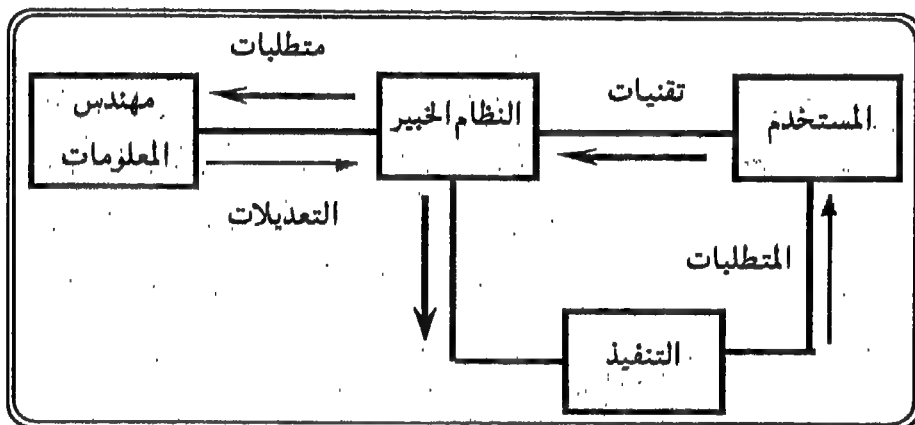 متطلبات
المستخدم
تقنيات
النظام الخبير
مهندس
المعلومات
التعديلات
المتطلبات
التنفيذ